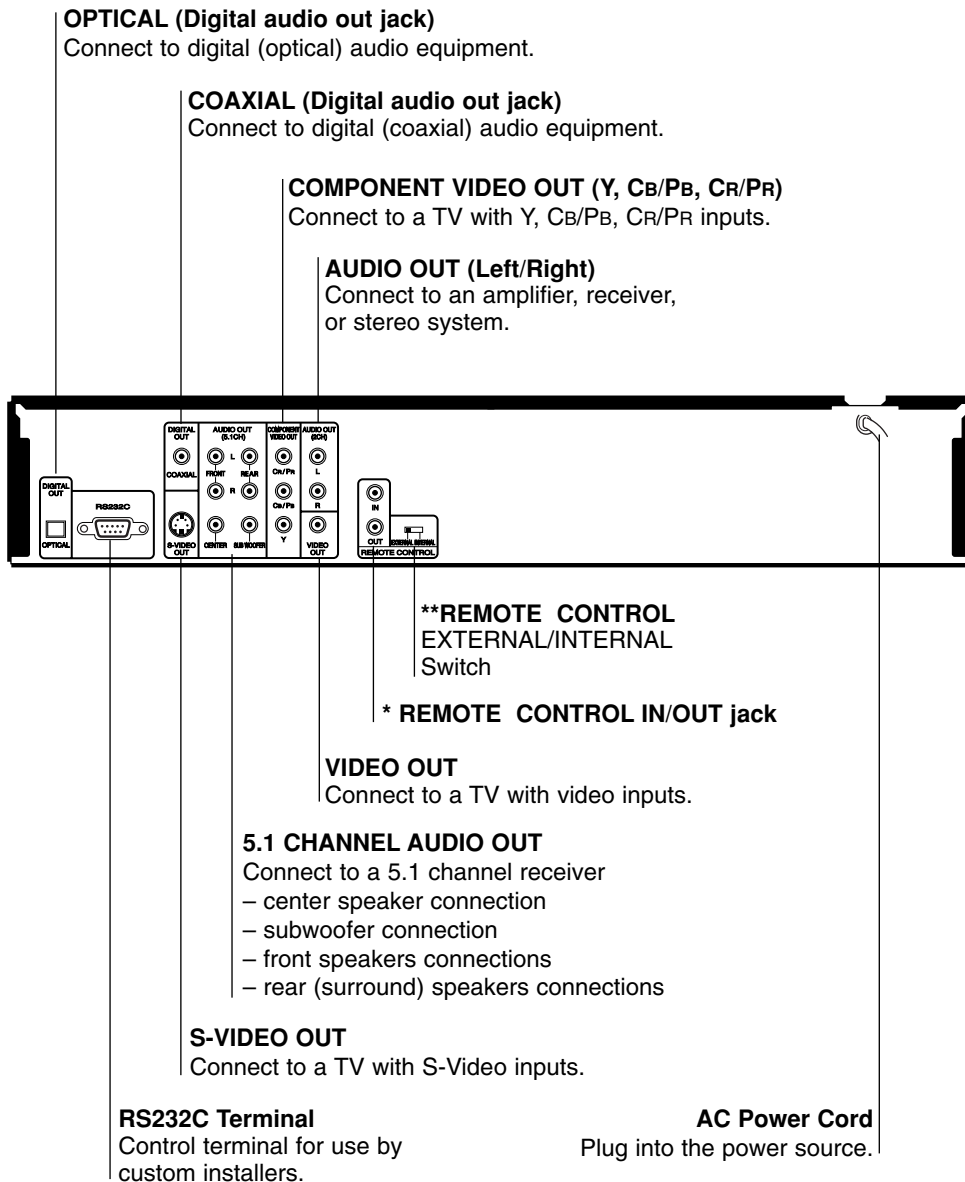 OPTICAL (Digital audio out jack)
Connect to digital (optical) audio equipment.
COAXIAL (Digital audio out jack)
Connect to digital (coaxial) audio equipment.
COMPONENT VIDEO OUT (Y, CB/PB, CR/PR)
Connect to a TV with Y, CB/PB, CR/PR inputs.
AUDIO OUT (Left/Right)
Connect to an amplifier, receiver,
or stereo system.
DIGITAL
OUT
COAXIAL
AUDIO OUT
(5.1CH)
L
FRONT
REAR
R
CENTER
SUB WOOFER
COMPONENT
VIDEO OUT
CR/PR
CB/PB
Y
AUDIO OUT
(2CH)
L
R
VIDEO
OUT
DIGITAL
OUT
OPTICAL
RS232C
S-VIDEO
OUT
IN
OUT
EXTERNAL INTERNAL
REMOTE CONTROL
**REMOTE CONTROL
EXTERNAL/INTERNAL
Switch
* REMOTE CONTROL IN/OUT jack
VIDEO OUT
Connect to a TV with video inputs.
5.1 CHANNEL AUDIO OUT
Connect to a 5.1 channel receiver
– center speaker connection
– subwoofer connection
– front speakers connections
– rear (surround) speakers connections
S-VIDEO OUT
Connect to a TV with S-Video inputs.
RS232C Terminal
Control terminal for use by
custom installers.
AC Power Cord
Plug into the power source.